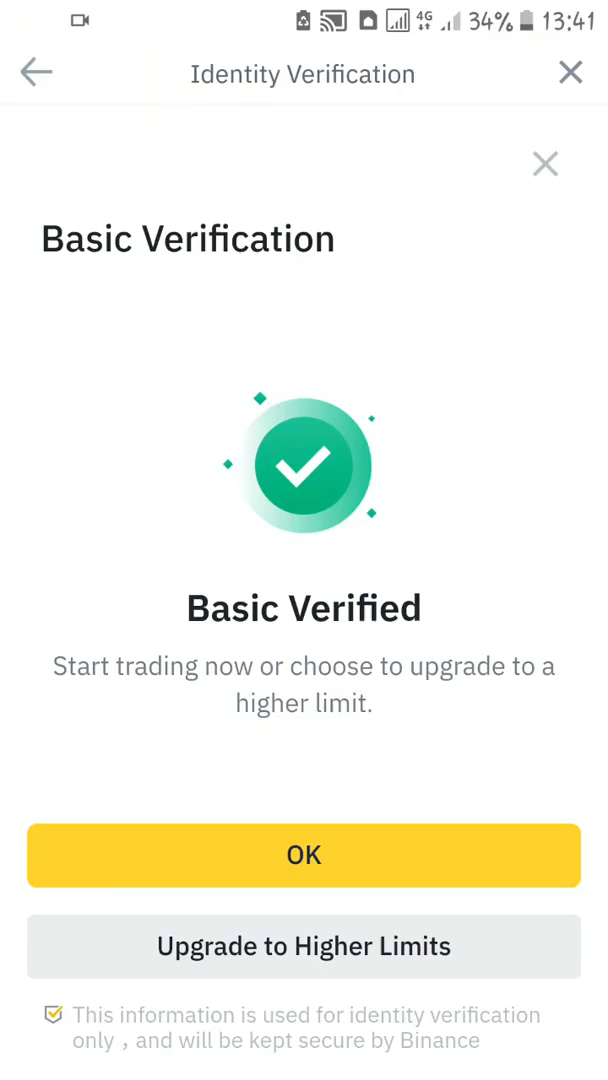 4G 34% 13:41
Identity Verification
Basic Verification
Basic Verified
Start trading now or choose to upgrade to a
higher limit.
OK
Upgrade to Higher Limits
This information is used for identity verification
only，and will be kept secure by Binance